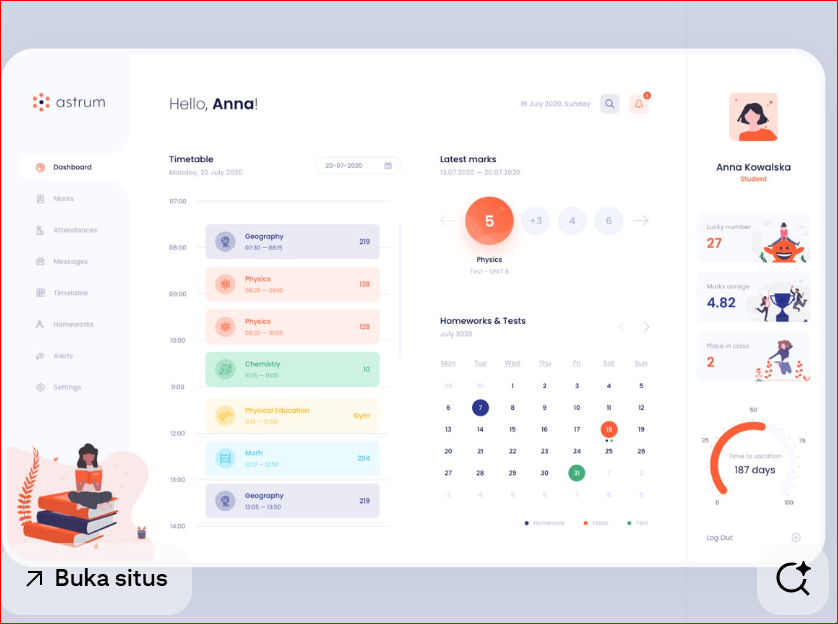 astrum
Dashboard
Marks
Attendances
Messages
Timetable
Homeworks
Alerts
Settings
Hello, Anna!
19 July 2020, Sunday
Timetable
Monday, 20 July 2020
20-07-2020
07:00
08:00
09:00
10:00
11:00
12:00
13:00
14:00
Geography
07:30 — 08:15
219
Physics
128
Physics
09:20 — 10:05
128
Chemistry
10:15 — 11:00
10
Physical Education
Gym
Math
12:10 — 12:55
204
Geography
13:05 — 13:50
219
Latest marks
13.07.2020 — 20.07.2020
5
+3
4
6
Physics
Test - UNIT 8
Homeworks & Tests
July 2020
Mon Tue Wed Thu Fri Sat Sun
29 30 1 2 3 4 5
6 7 8 9 10 11 12
13 14 15 16 17 18 19
20 21 22 23 24 25 26
27 28 29 30 31 1 2
3 4 5 6 7 8 9
Homework
Exam
Test
Anna Kowalska
Student
Lucky number
27
Marks avrage
4.82
Place in class
2
50
25
75
Time to vacation
187 days
0
100
Log Out
Buka situs